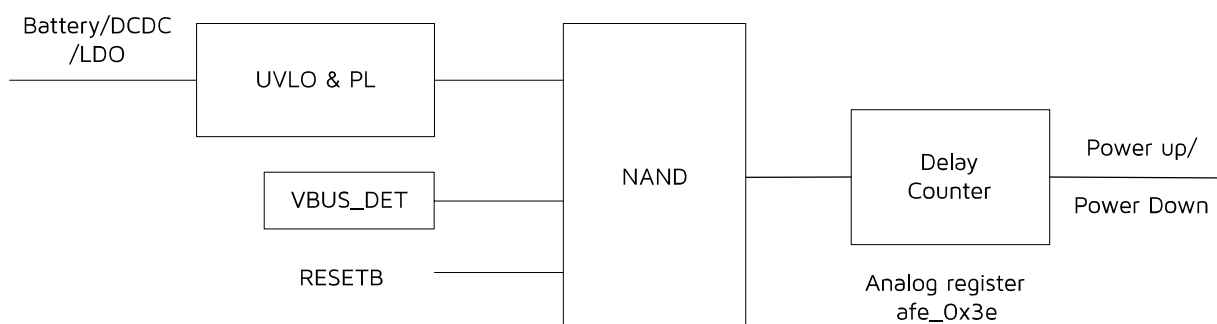 Battery/DCDC
/LDO
UVLO & PL
VBUS_DET
RESETB
NAND
Delay
Counter
Analog register
afe_0x3e
Power up/
Power Down